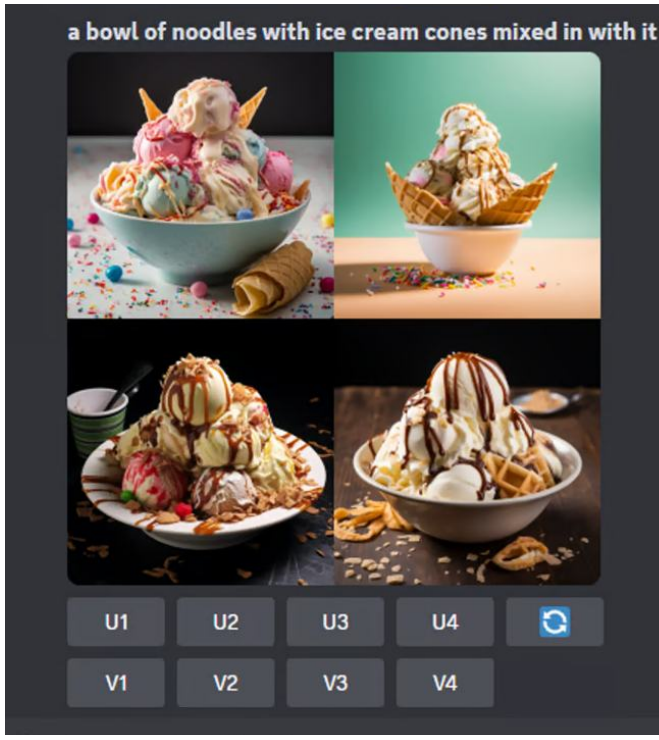 a bowl of noodles with ice cream cones mixed in with it
U1 U2 U3 U4
V1 V2 V3 V4